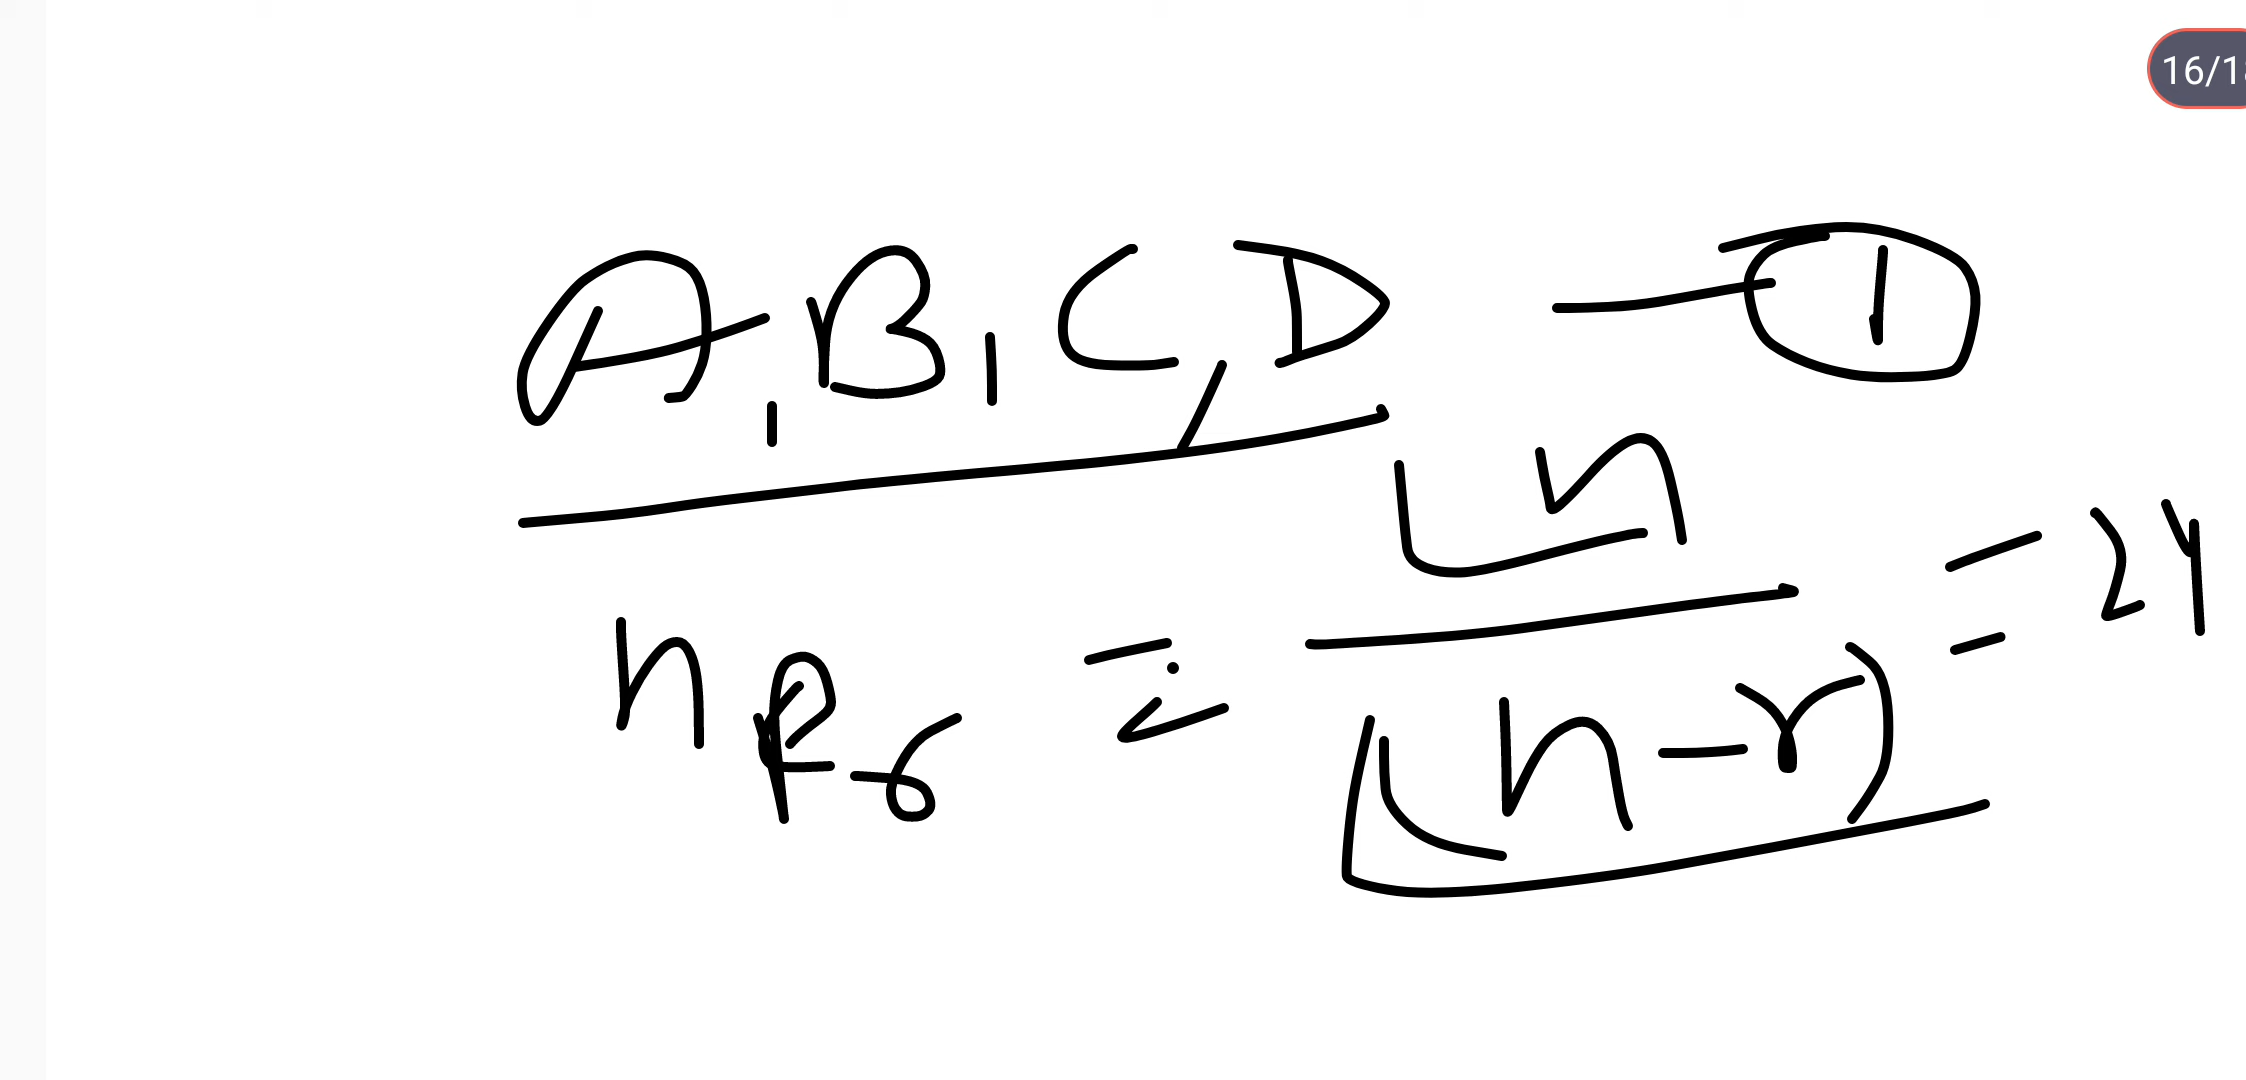 16/1
A, B, C, D — ①
nPr = ⌊n / ⌊(n-r) = 24